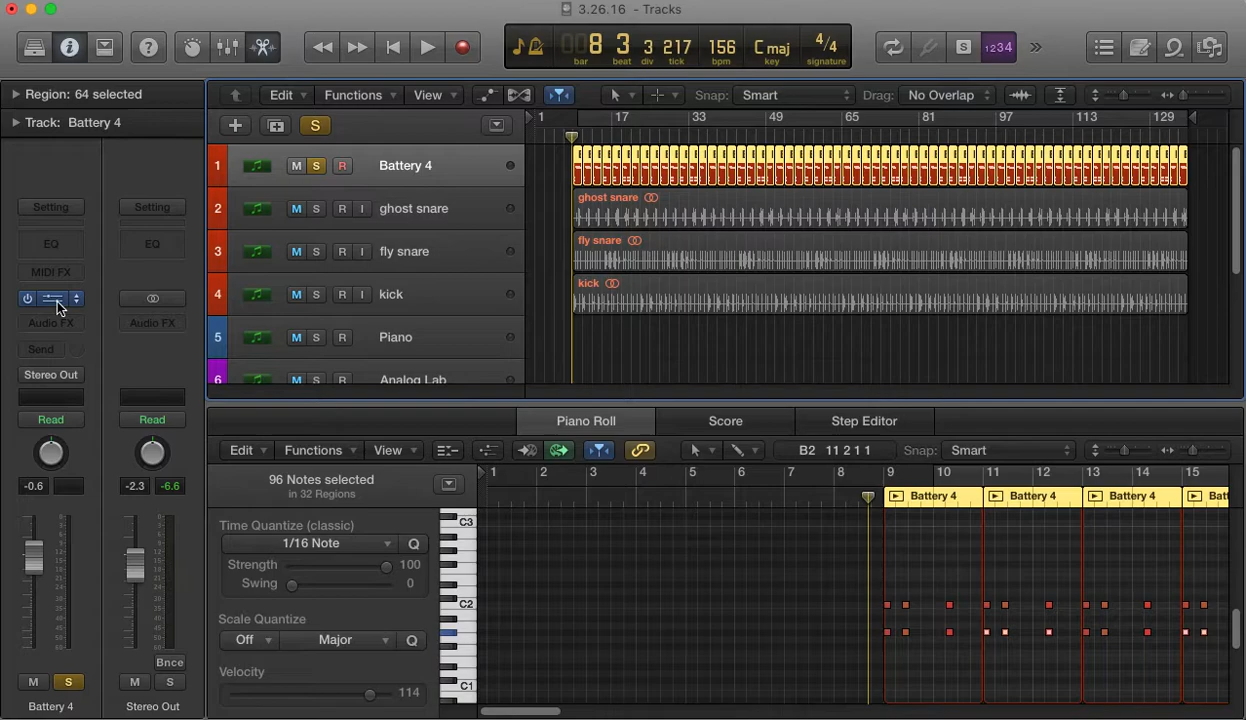 3.26.16 - Tracks
8 3 3 217 156 C maj 4/4
bar beat div tick bpm key signature
S 1234
Region: 64 selected
Track: Battery 4
Edit Functions View Snap: Smart Drag: No Overlap
S
1 17 33 49 65 81 97 113 129
1 M S R Battery 4
2 M S R I ghost snare
ghost snare
3 M S R I fly snare
fly snare
4 M S R I kick
kick
5 M S R Piano
6 M S R Analog Lab
Setting Setting
EQ EQ
MIDI FX
Audio FX Audio FX
Send
Stereo Out
Read Read
-0.6 -2.3 -6.6
Bnce
M S M S
Battery 4 Stereo Out
Piano Roll Score Step Editor
Edit Functions View B2 11 2 1 1 Snap: Smart
96 Notes selected
in 32 Regions
1 2 3 4 5 6 7 8 9 10 11 12 13 14 15
Battery 4 Battery 4 Battery 4 Batt
Time Quantize (classic)
1/16 Note Q
Strength 100
Swing 0
Scale Quantize
Off Major Q
Velocity
114
C3
C2
C1